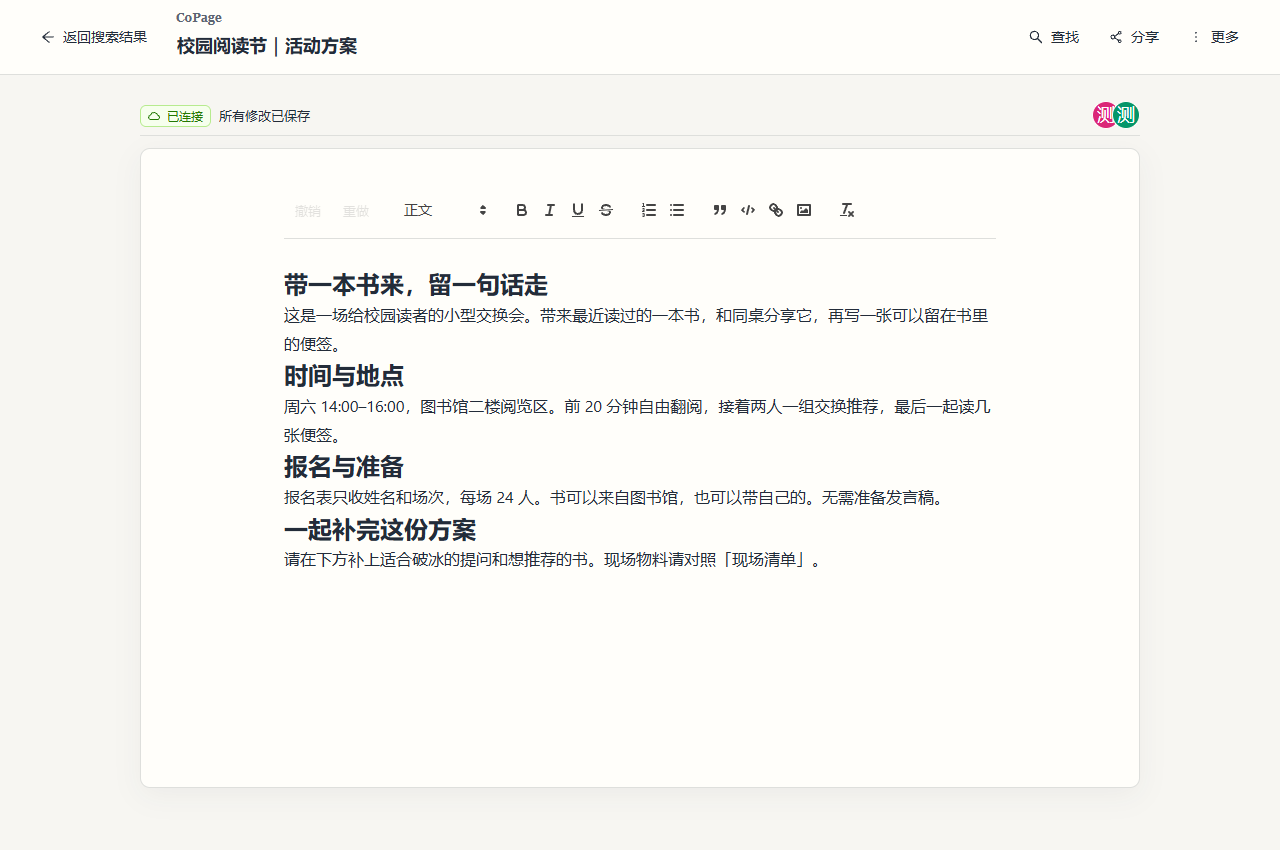 CoPage
返回搜索结果
校园阅读节｜活动方案
查找
分享
更多
已连接
所有修改已保存
测
测
撤销
重做
正文
带一本书来，留一句话走
这是一场给校园读者的小型交换会。带来最近读过的一本书，和同桌分享它，再写一张可以留在书里
的便签。
时间与地点
周六 14:00–16:00，图书馆二楼阅览区。前 20 分钟自由翻阅，接着两人一组交换推荐，最后一起读几
张便签。
报名与准备
报名表只收姓名和场次，每场 24 人。书可以来自图书馆，也可以带自己的。无需准备发言稿。
一起补完这份方案
请在下方补上适合破冰的提问和想推荐的书。现场物料请对照「现场清单」。